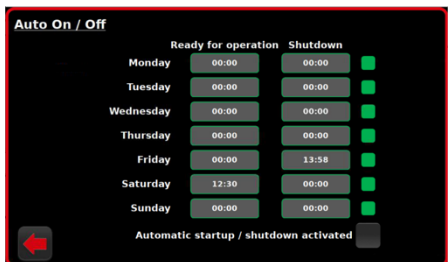 Auto On / Off
Ready for operation Shutdown
Monday 00:00 00:00
Tuesday 00:00 00:00
Wednesday 00:00 00:00
Thursday 00:00 00:00
Friday 00:00 13:58
Saturday 12:30 00:00
Sunday 00:00 00:00
Automatic startup / shutdown activated